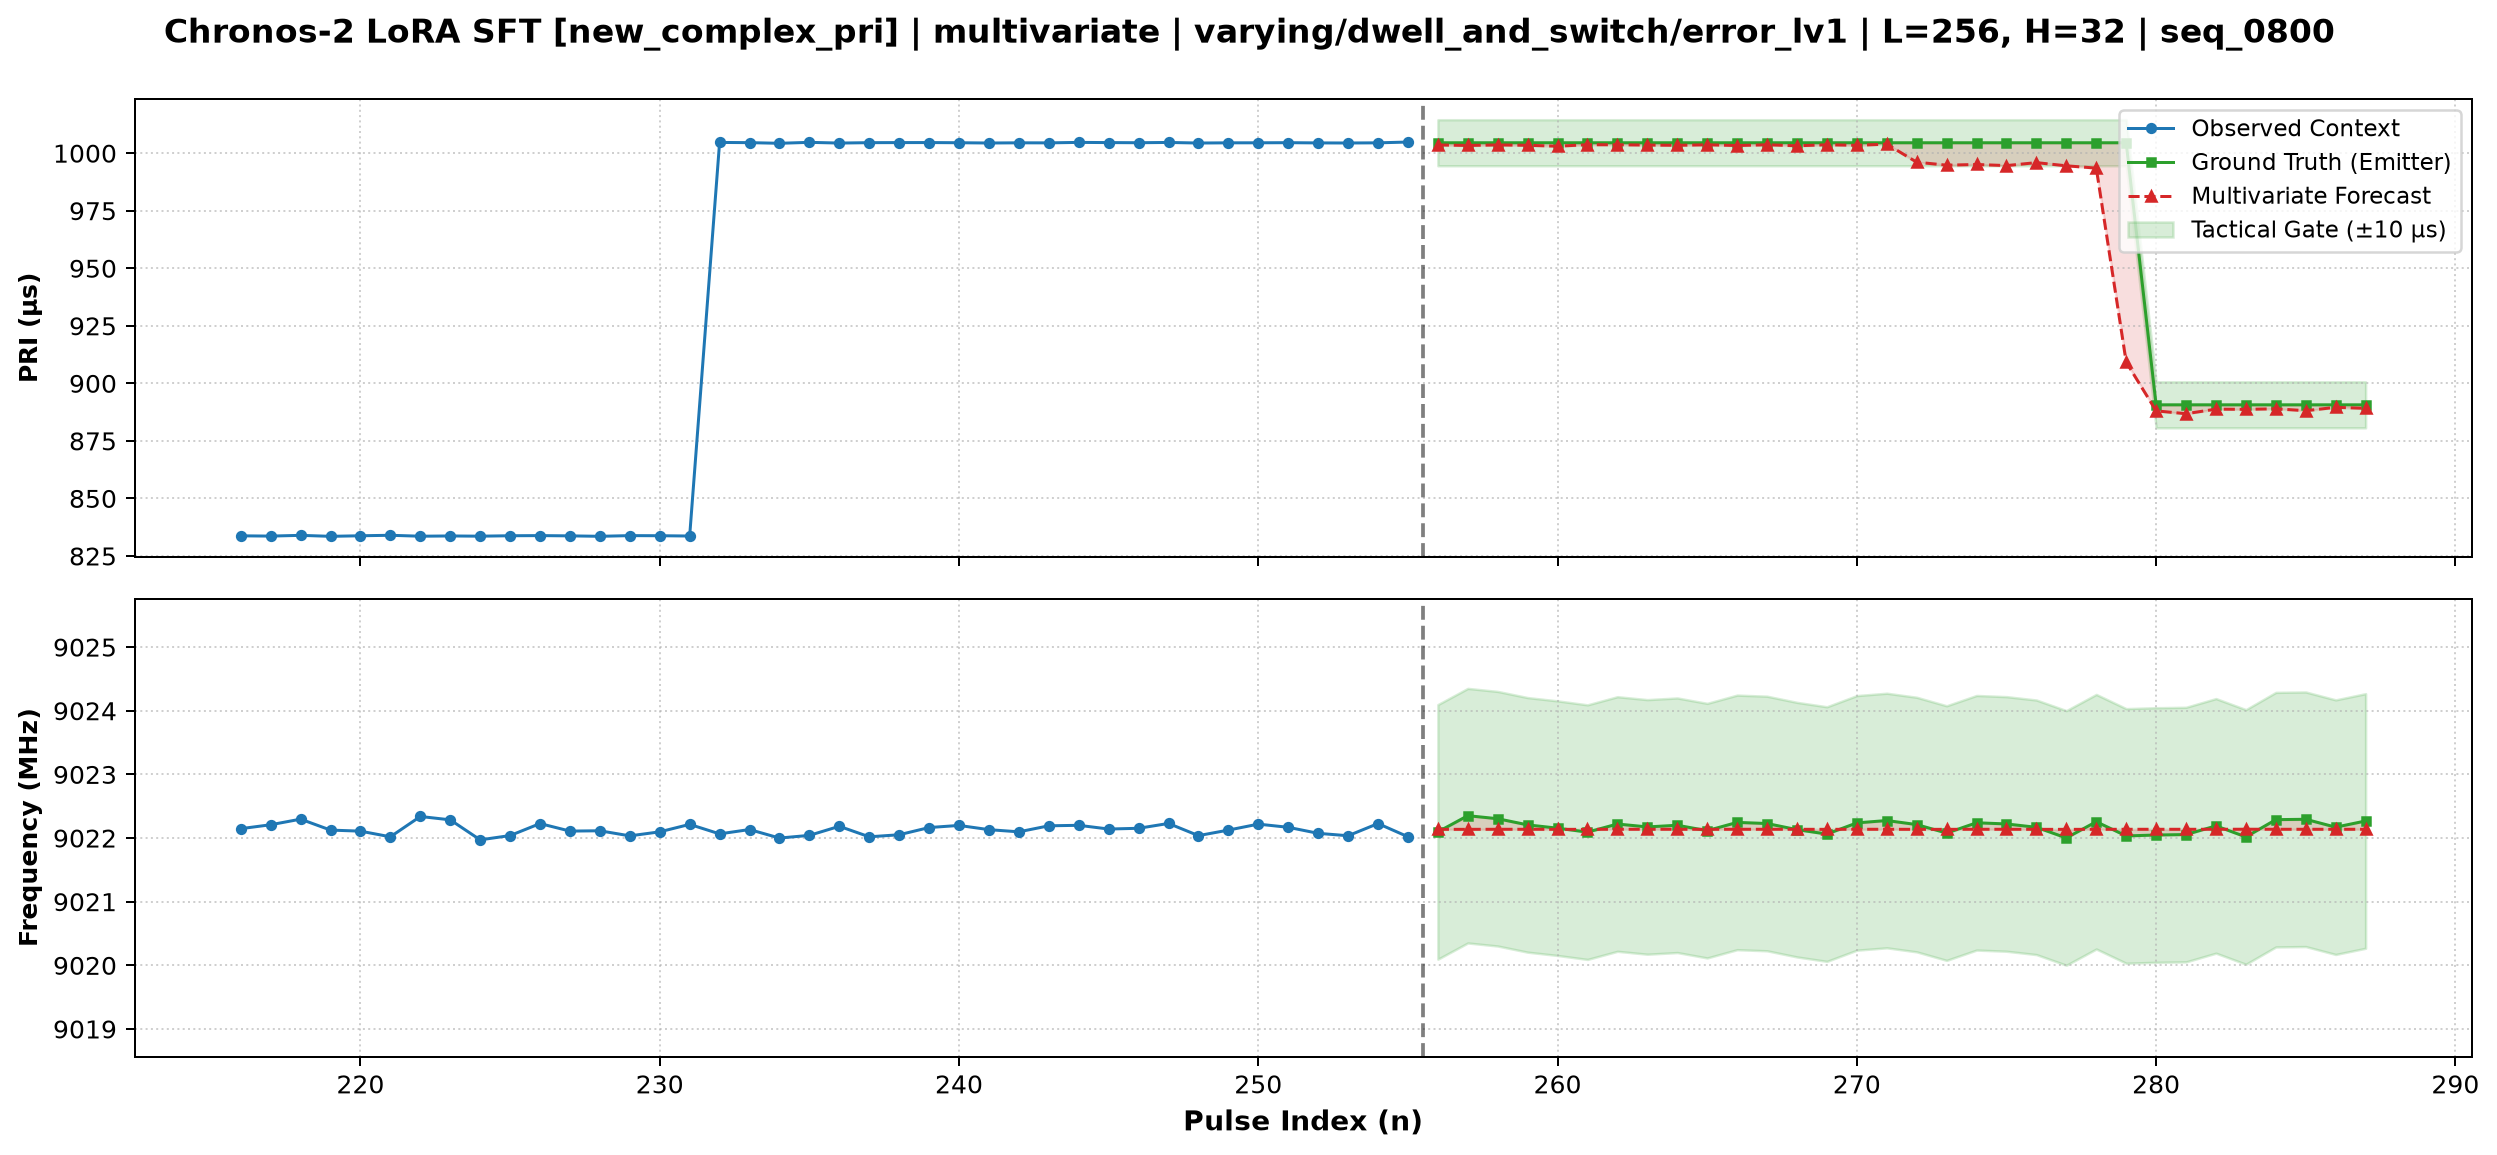 Chronos-2 LoRA SFT [new_complex_pri] | multivariate | varying/dwell_and_switch/error_lv1 | L=256, H=32 | seq_0800
PRI (µs)
1000
975
950
925
900
875
850
825
Observed Context
Ground Truth (Emitter)
Multivariate Forecast
Tactical Gate (±10 µs)
Frequency (MHz)
9025
9024
9023
9022
9021
9020
9019
220 230 240 250 260 270 280 290
Pulse Index (n)